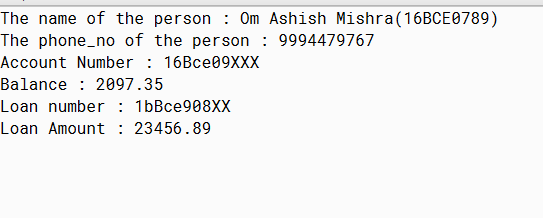 The name of the person : Om Ashish Mishra(16BCE0789)
The phone_no of the person : 9994479767
Account Number : 16Bce09XXX
Balance : 2097.35
Loan number : 1bBce908XX
Loan Amount : 23456.89